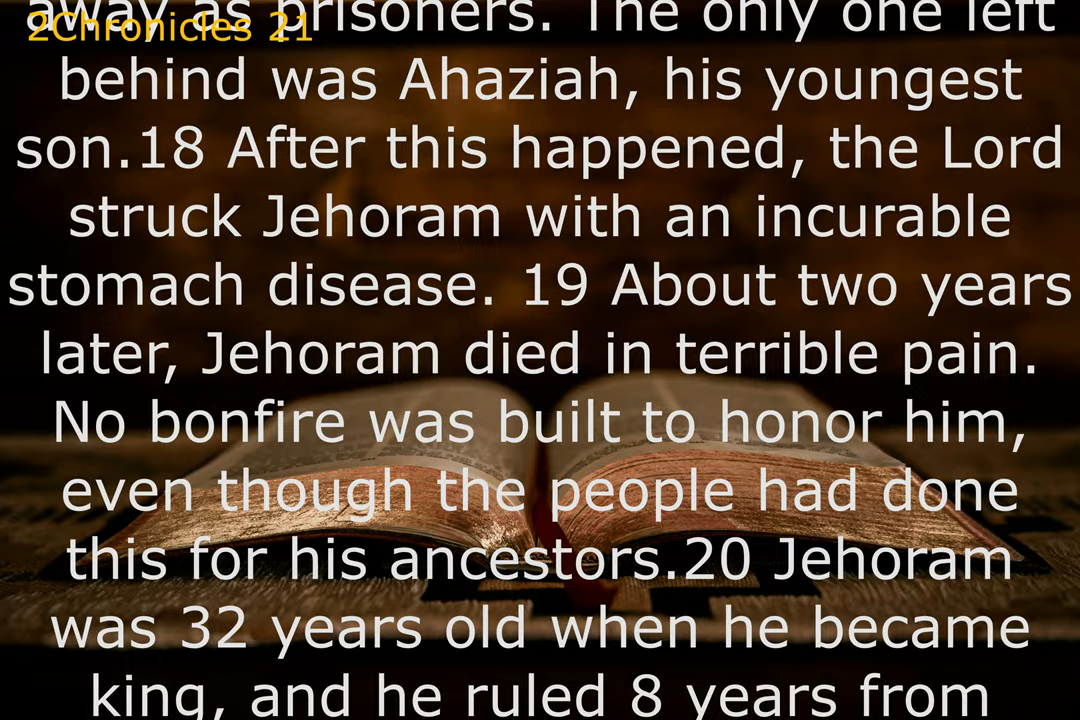 away as prisoners. The only one left
2Chronicles 21
behind was Ahaziah, his youngest
son.18 After this happened, the Lord
struck Jehoram with an incurable
stomach disease. 19 About two years
later, Jehoram died in terrible pain.
No bonfire was built to honor him,
even though the people had done
this for his ancestors.20 Jehoram
was 32 years old when he became
king, and he ruled 8 years from